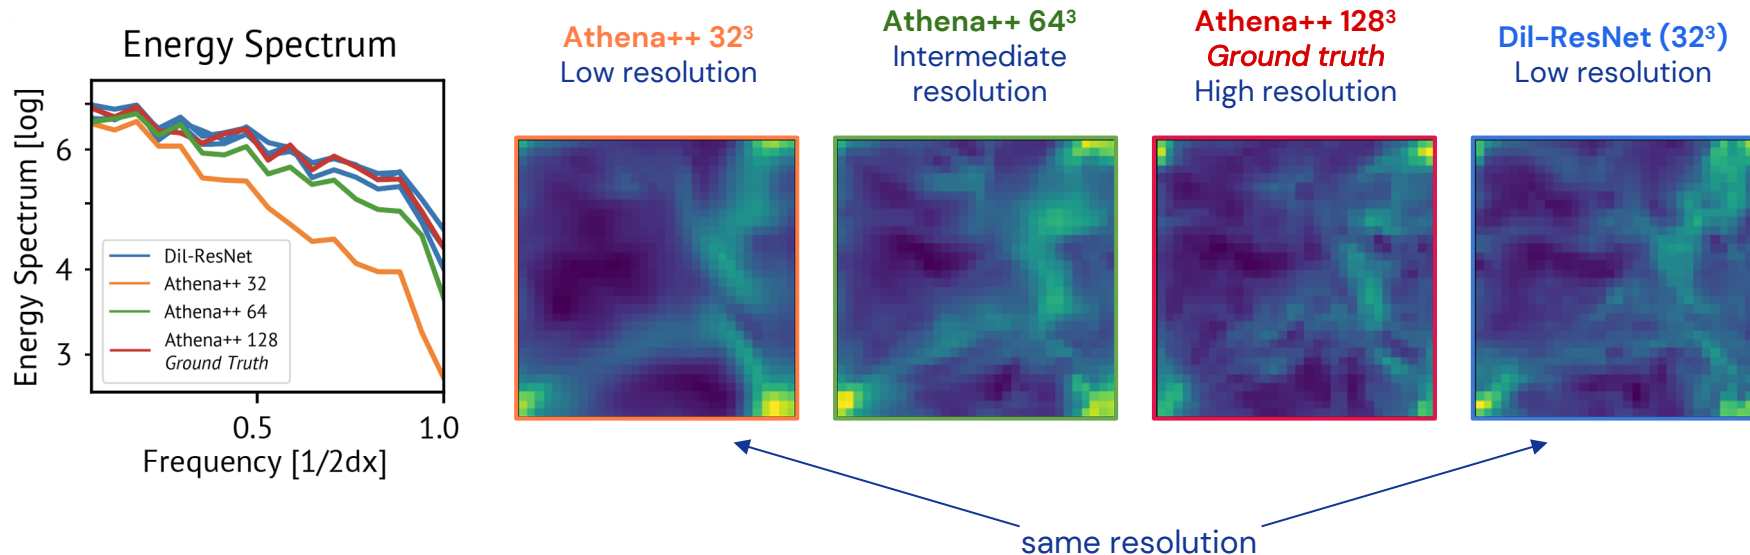 Energy Spectrum
Energy Spectrum [log]
6
4
3
Dil-ResNet
Athena++ 32
Athena++ 64
Athena++ 128
Ground Truth
0.5
1.0
Frequency [1/2dx]
Athena++ 32³
Low resolution
Athena++ 64³
Intermediate
resolution
Athena++ 128³
Ground truth
High resolution
Dil-ResNet (32³)
Low resolution
same resolution